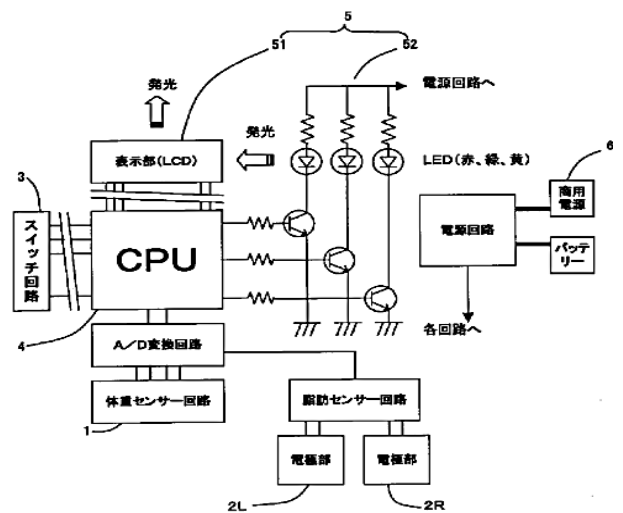 5
51
52
発光
電源回路へ
発光
表示部(LCD)
LED(赤、緑、黄)
6
商用
電源
3
スイッチ回路
CPU
電源回路
バッテ
リー
4
A/D変換回路
各回路へ
体重センサー回路
脂肪センサー回路
1
電極部
電極部
2L
2R